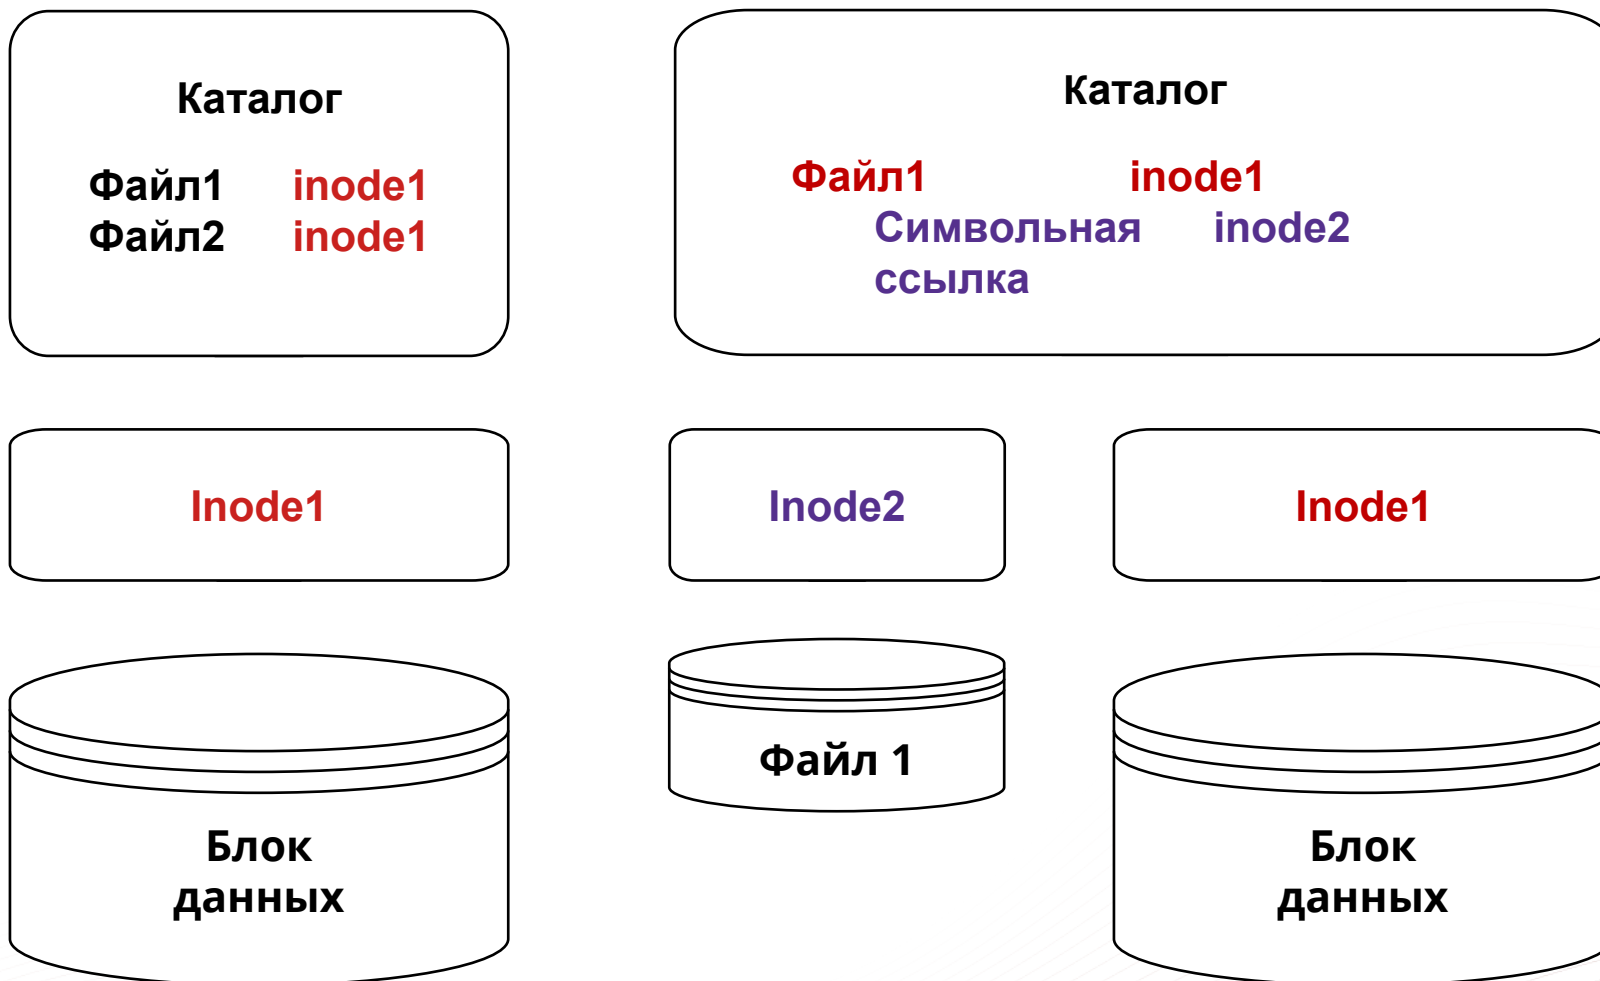 Каталог
Файл1 inode1
Файл2 inode1
Каталог
Файл1 inode1
Символьная inode2
ссылка
Inode1
Inode2
Inode1
Блок
данных
Файл 1
Блок
данных